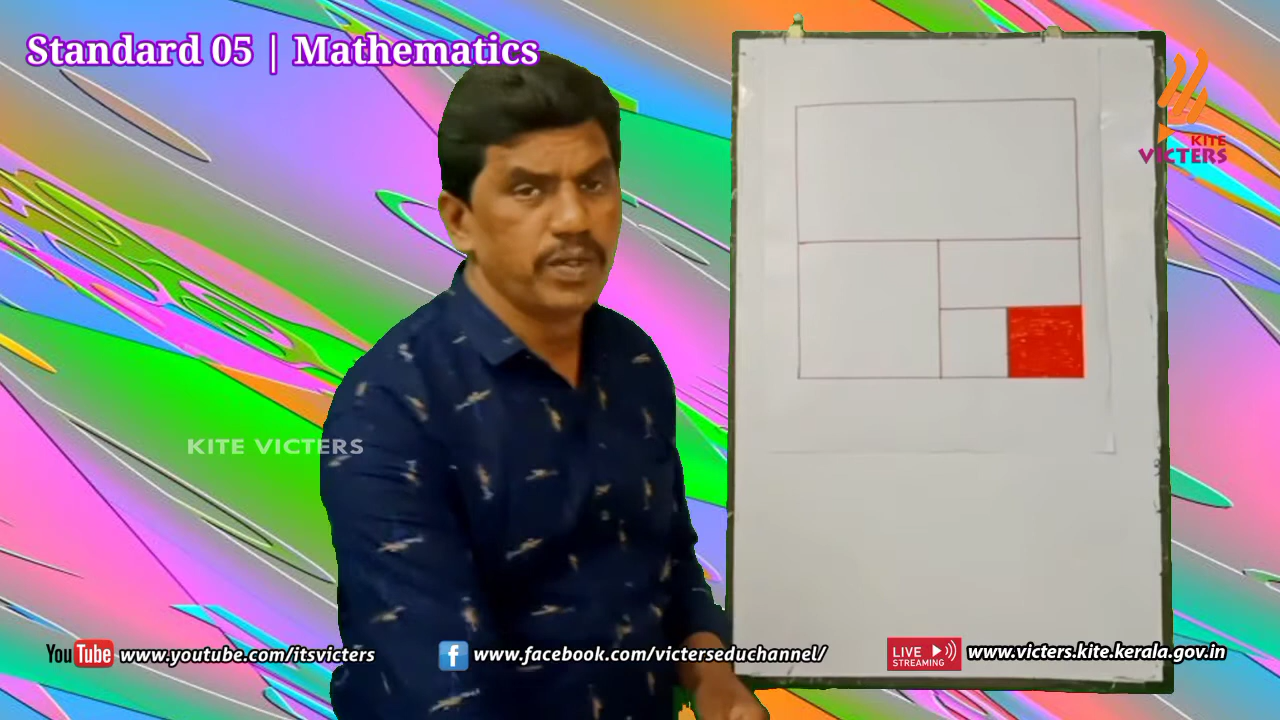 Standard 05 | Mathematics
KITE
VICTERS
KITE VICTERS
YouTube www.youtube.com/itsvicters
f www.facebook.com/victerseduchannel/
LIVE
STREAMING
www.victers.kite.kerala.gov.in